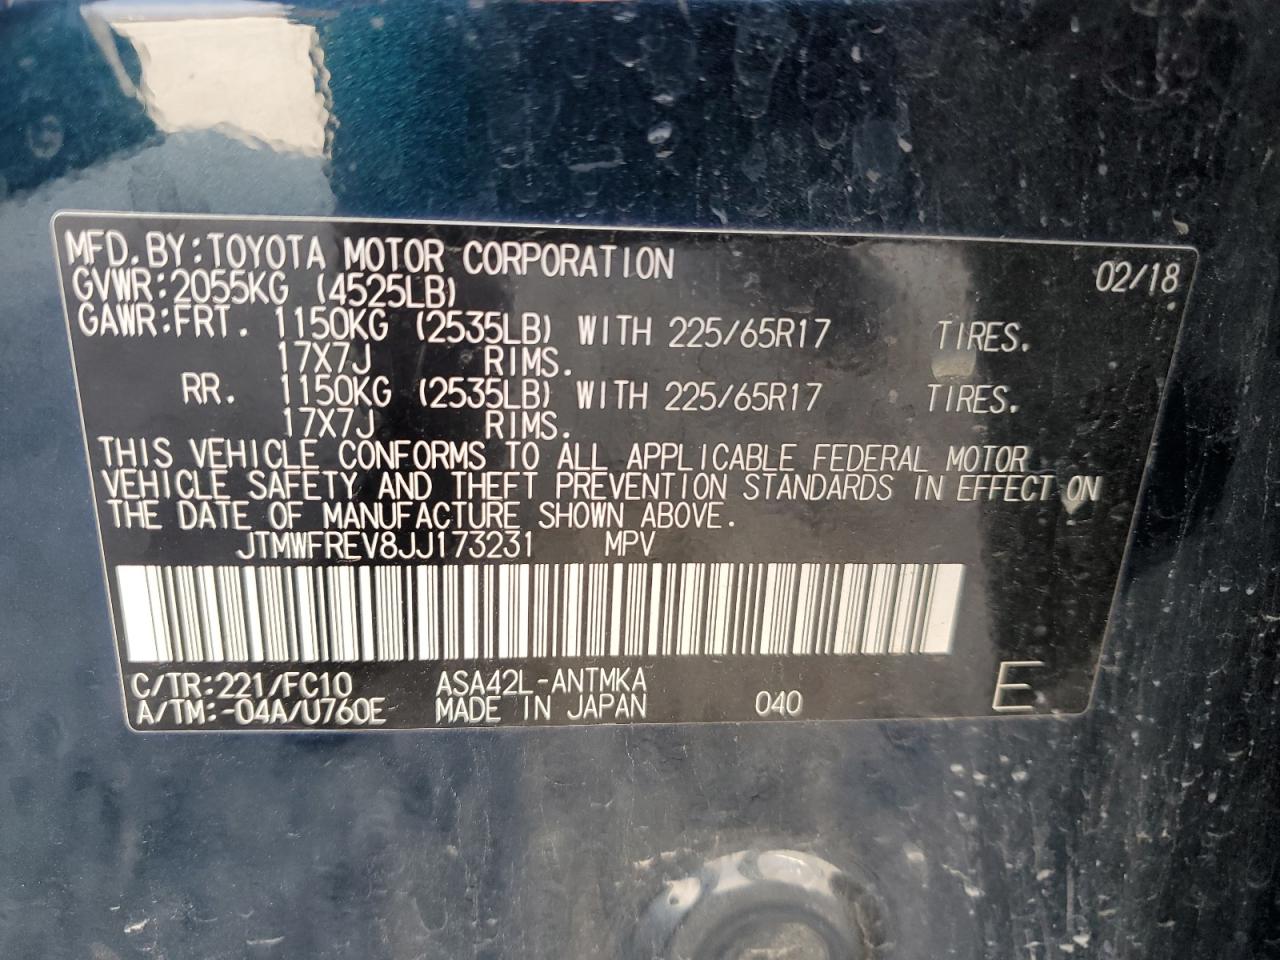 MFD.BY:TOYOTA MOTOR CORPORATION 02/18
GVWR:2055KG (4525LB)
GAWR:FRT. 1150KG (2535LB) WITH 225/65R17 TIRES.
17X7J RIMS.
RR. 1150KG (2535LB) WITH 225/65R17 TIRES.
17X7J RIMS.
THIS VEHICLE CONFORMS TO ALL APPLICABLE FEDERAL MOTOR
VEHICLE SAFETY AND THEFT PREVENTION STANDARDS IN EFFECT ON
THE DATE OF MANUFACTURE SHOWN ABOVE.
JTMWFREV8JJ173231 MPV
C/TR:221/FC10 ASA42L-ANTMKA
A/TM:-04A/U760E MADE IN JAPAN 040 E